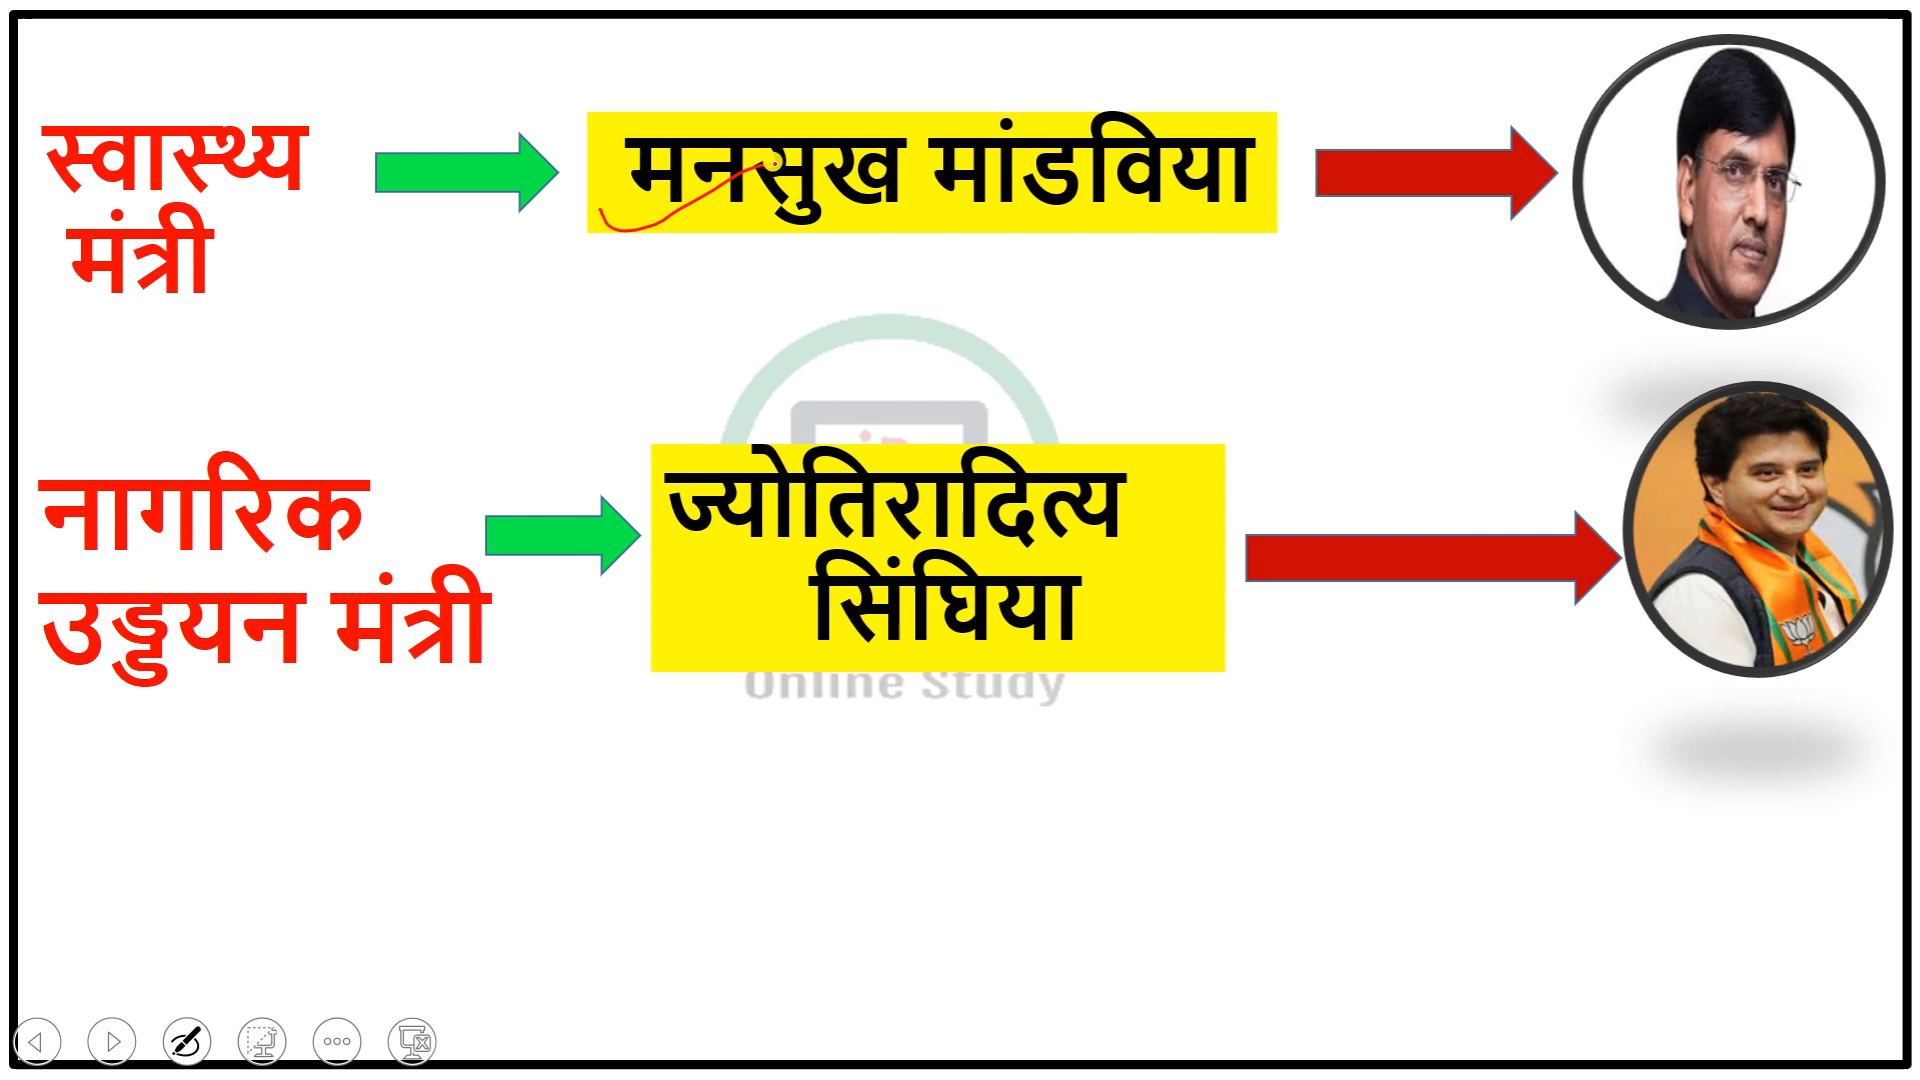 स्वास्थ्य
मंत्री
मनसुख मांडविया
नागरिक
उड्डयन मंत्री
ज्योतिरादित्य
सिंघिया
Online Study